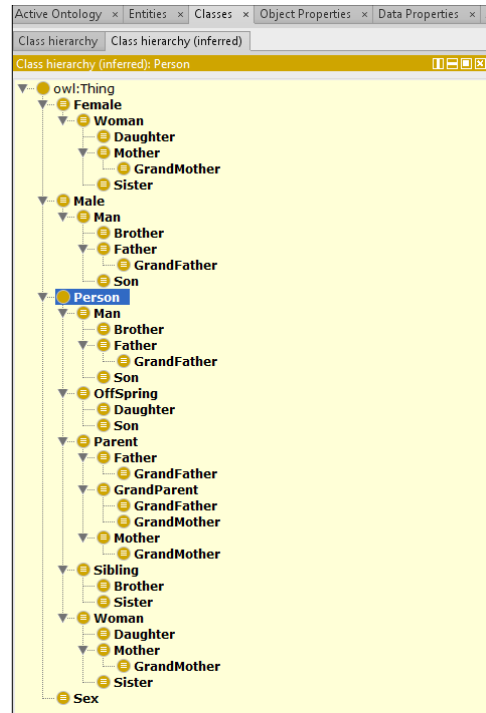 Active Ontology × Entities × Classes × Object Properties × Data Properties ×
Class hierarchy Class hierarchy (inferred)
Class hierarchy (inferred): Person
owl:Thing
Female
Woman
Daughter
Mother
GrandMother
Sister
Male
Man
Brother
Father
GrandFather
Son
Person
Man
Brother
Father
GrandFather
Son
OffSpring
Daughter
Son
Parent
Father
GrandFather
GrandParent
GrandFather
GrandMother
Mother
GrandMother
Sibling
Brother
Sister
Woman
Daughter
Mother
GrandMother
Sister
Sex